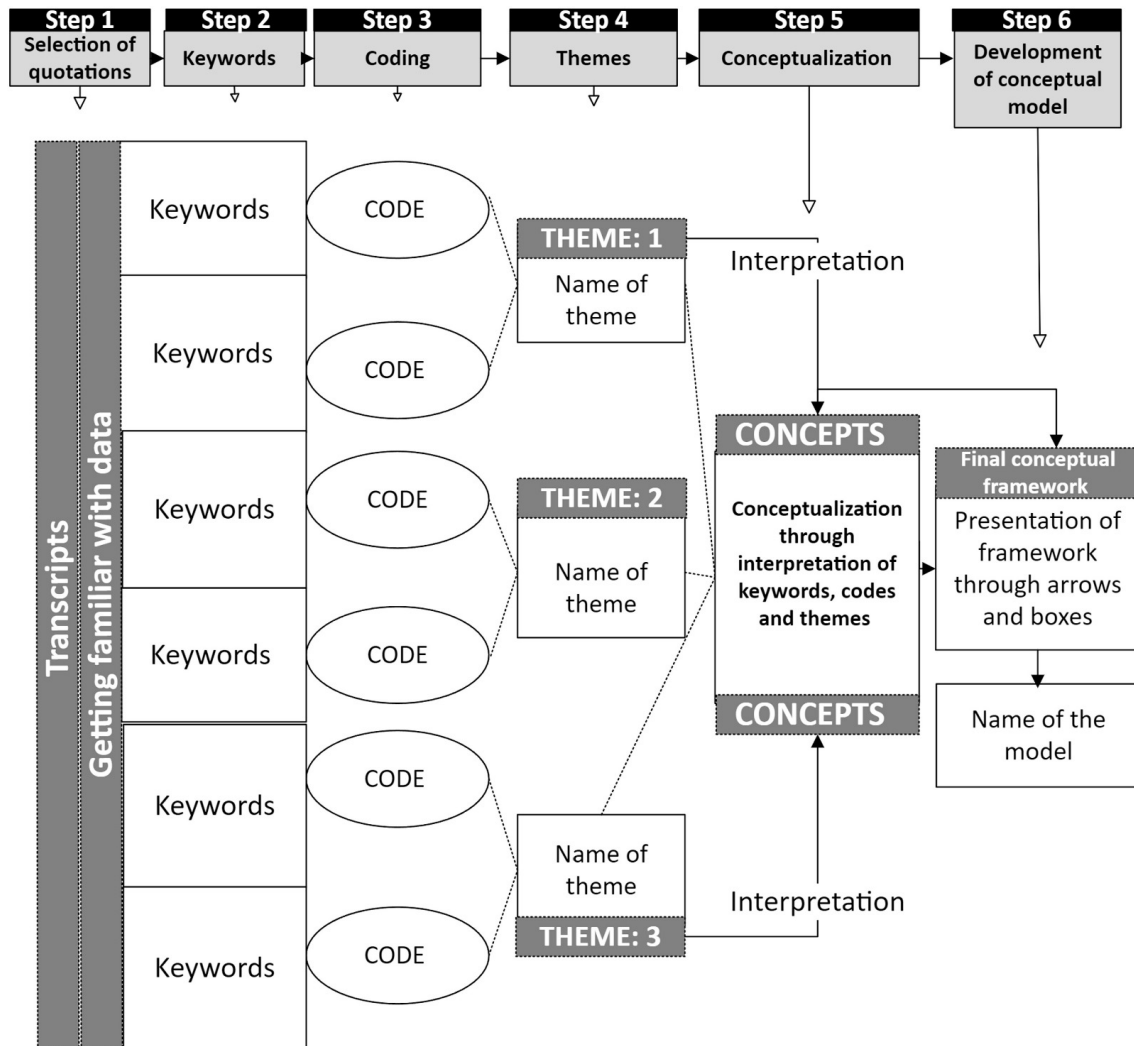 Step 1
Selection of
quotations
Step 2
Keywords
Step 3
Coding
Step 4
Themes
Step 5
Conceptualization
Step 6
Development
of conceptual
model
Transcripts
Getting familiar with data
Keywords
Keywords
Keywords
Keywords
Keywords
Keywords
CODE
CODE
CODE
CODE
CODE
CODE
THEME: 1
Name of
theme
THEME: 2
Name of
theme
Name of
theme
THEME: 3
Interpretation
CONCEPTS
Conceptualization
through
interpretation of
keywords, codes
and themes
CONCEPTS
Interpretation
Final conceptual
framework
Presentation of
framework
through arrows
and boxes
Name of the
model